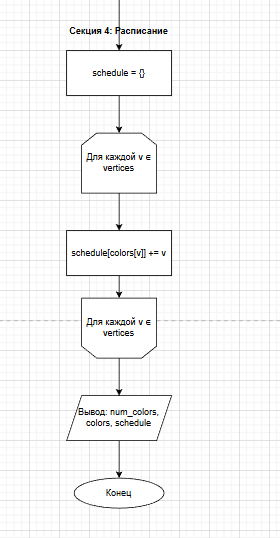 Секция 4: Расписание
schedule = {}
Для каждой v ∈
vertices
schedule[colors[v]] += v
Для каждой v ∈
vertices
Вывод: num_colors,
colors, schedule
Конец